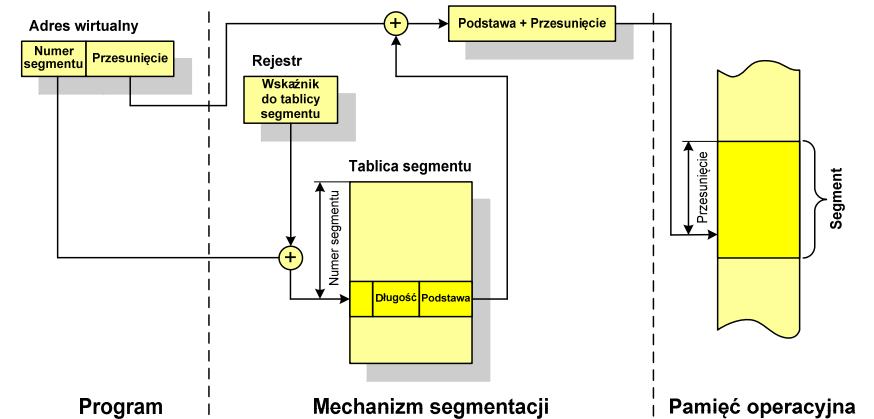 Adres wirtualny
Numer
segmentu
Przesunięcie
Rejestr
Wskaźnik
do tablicy
segmentu
+
Podstawa + Przesunięcie
Tablica segmentu
Numer segmentu
+
Długość
Podstawa
Przesunięcie
Segment
Program
Mechanizm segmentacji
Pamięć operacyjna